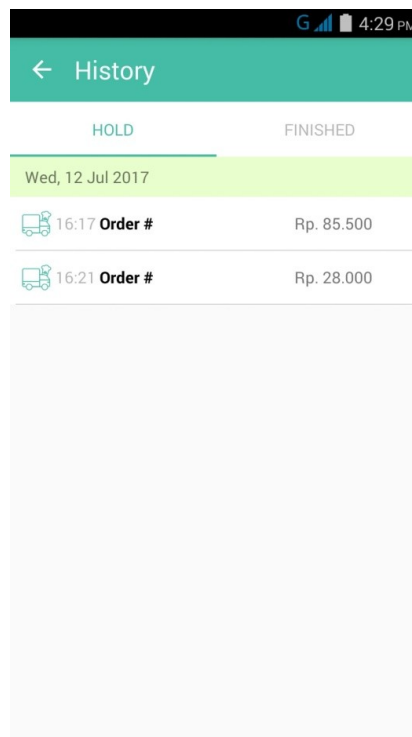 G 4:29 PM
History
HOLD FINISHED
Wed, 12 Jul 2017
16:17 Order # Rp. 85.500
16:21 Order # Rp. 28.000